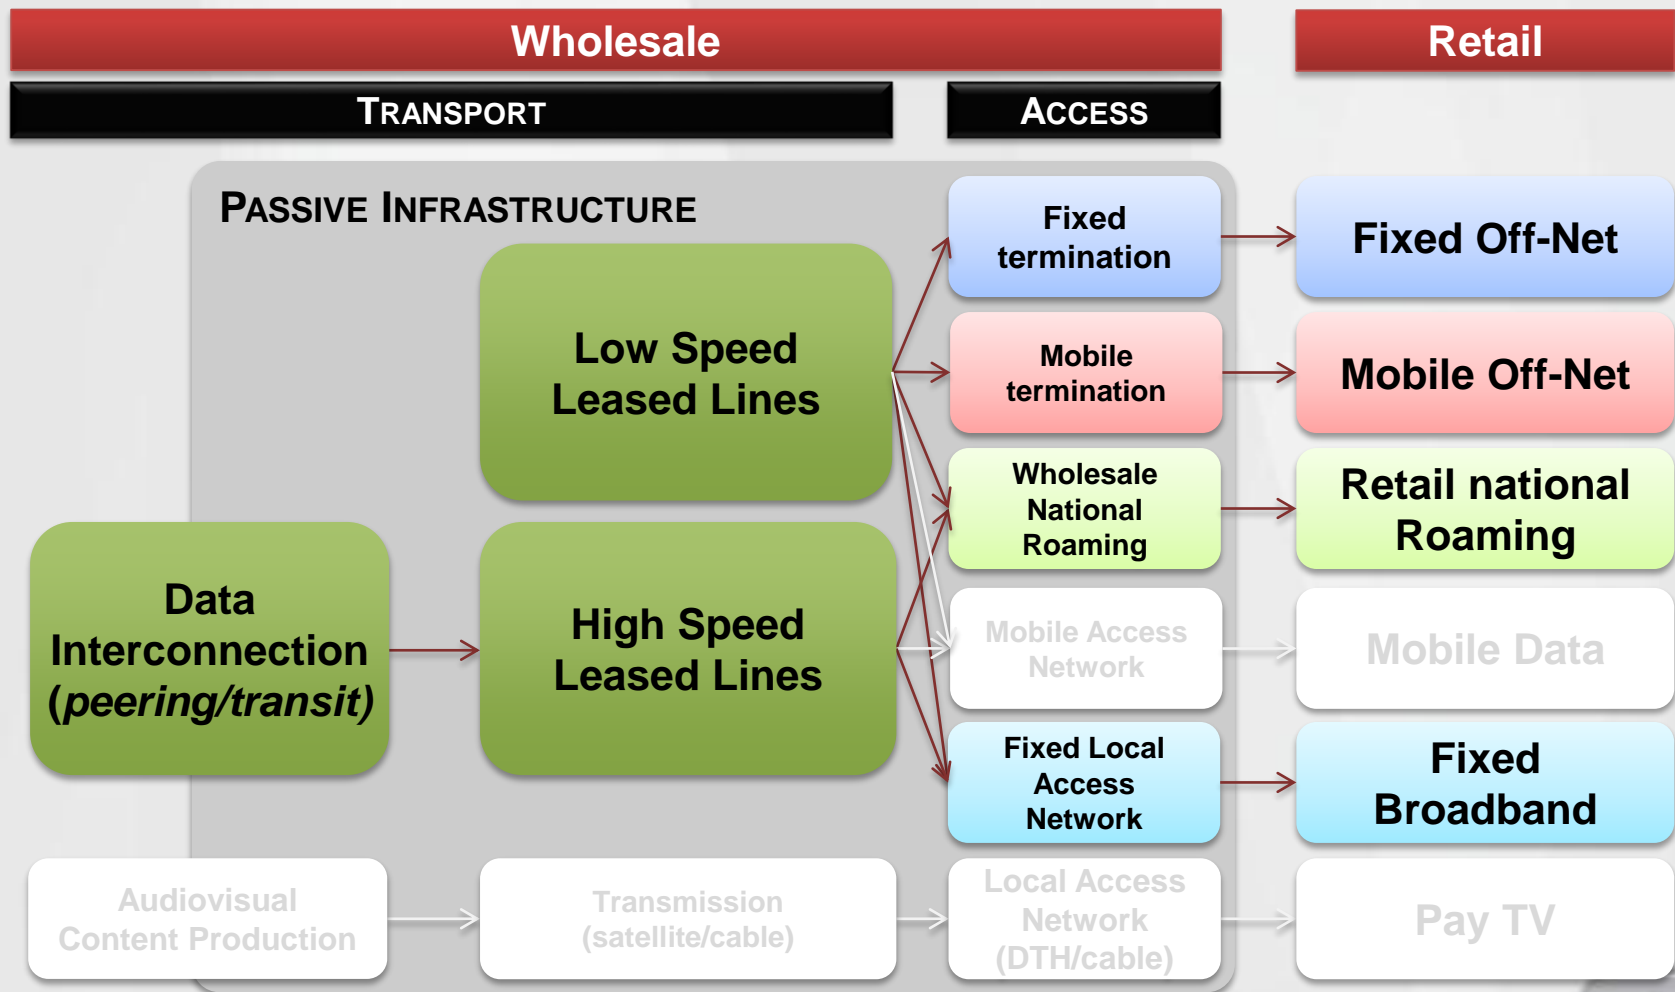 Wholesale
Retail
TRANSPORT
ACCESS
PASSIVE INFRASTRUCTURE
Fixed
termination
Fixed Off-Net
Low Speed
Leased Lines
Mobile
termination
Mobile Off-Net
Wholesale
National
Roaming
Retail national
Roaming
Data
Interconnection
(peering/transit)
High Speed
Leased Lines
Mobile Access
Network
Mobile Data
Fixed Local
Access
Network
Fixed
Broadband
Audiovisual
Content Production
Transmission
(satellite/cable)
Local Access
Network
(DTH/cable)
Pay TV